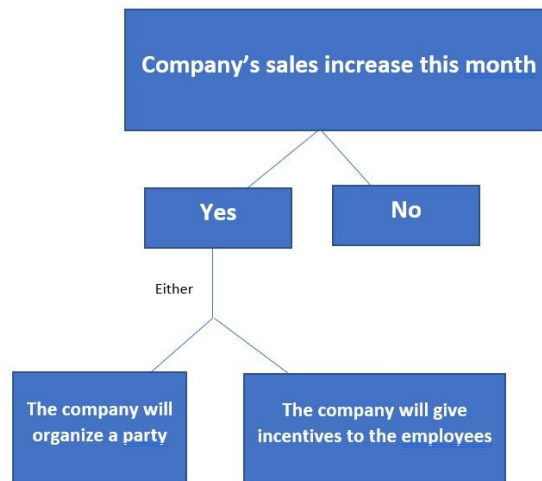 Company’s sales increase this month
Yes
No
Either
The company will
organize a party
The company will give
incentives to the employees